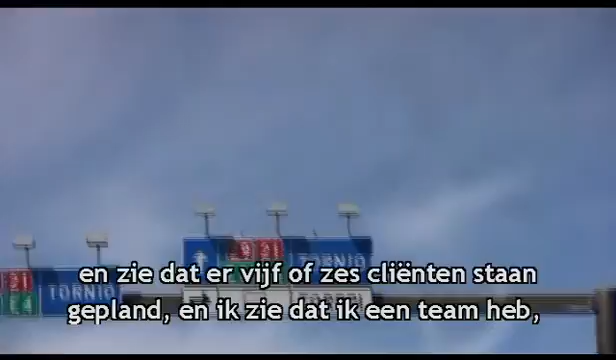 TORNIO
TORNIO
en zie dat er vijf of zes cliënten staan
gepland, en ik zie dat ik een team heb,